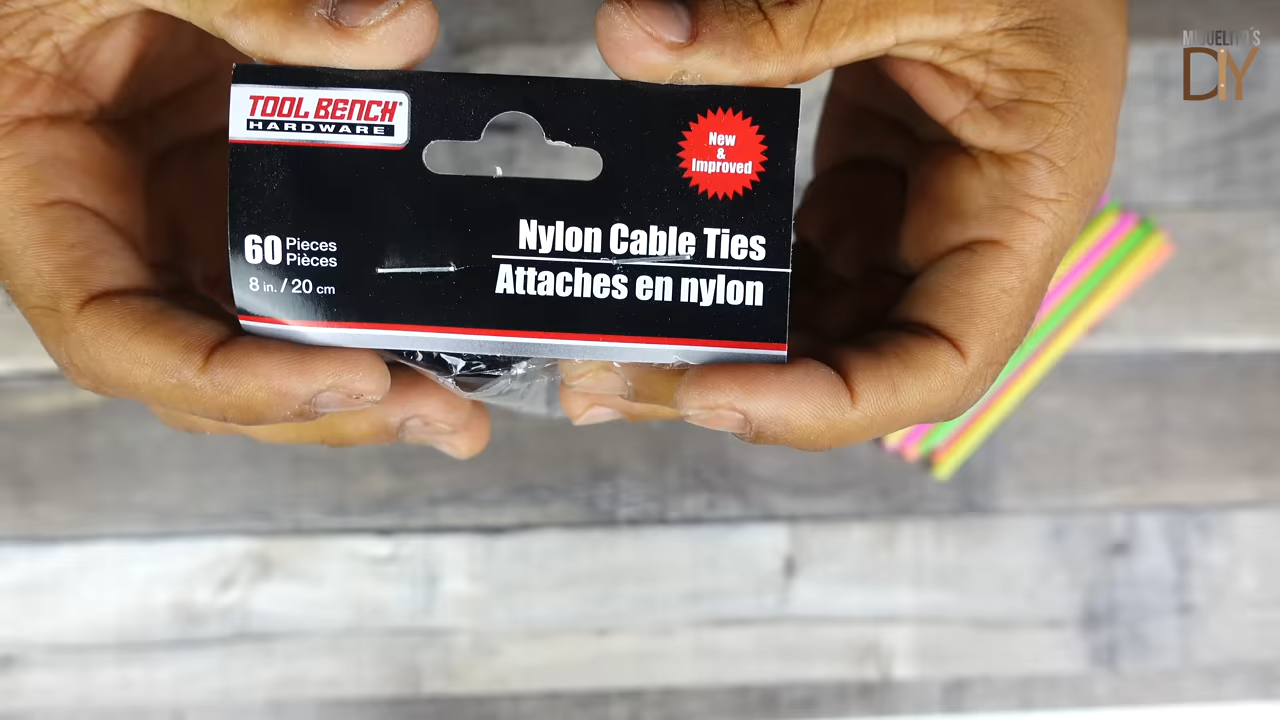 MIJUELITO´S
DIY
TOOL BENCH®
HARDWARE
New
&
Improved
60 Pieces
Pièces
8 in. / 20 cm
Nylon Cable Ties
Attaches en nylon